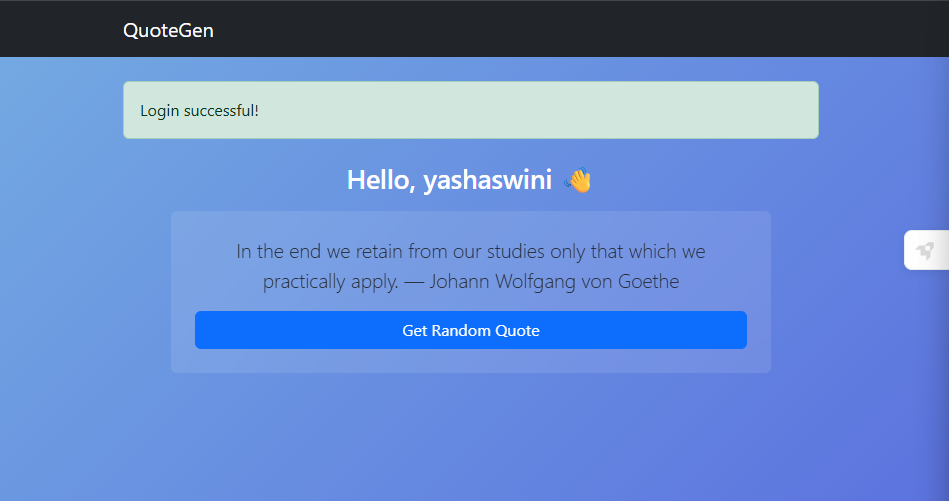 QuoteGen
Login successful!
Hello, yashaswini 👋
In the end we retain from our studies only that which we
practically apply. — Johann Wolfgang von Goethe
Get Random Quote